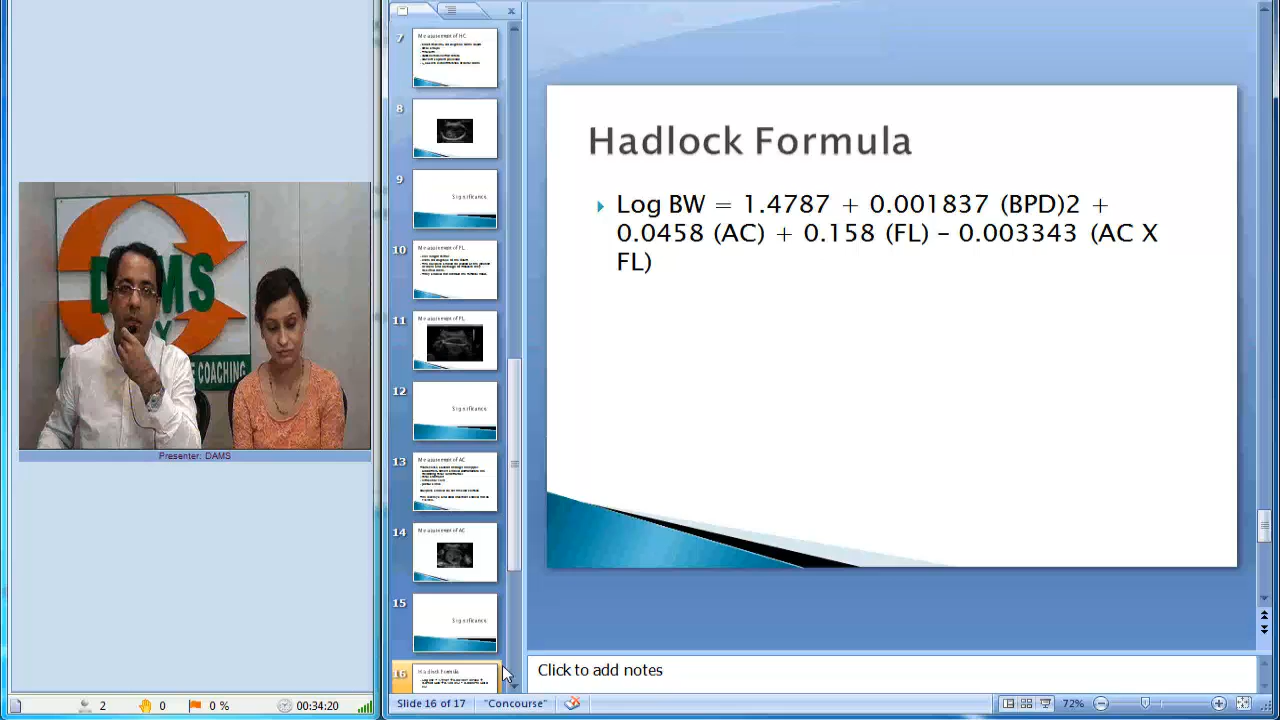 7
Measurement of HC
8
9
Significance
10
Measurement of FL
11
Measurement of FL
12
Significance
13
Measurement of AC
14
Measurement of AC
15
Significance
16
Hadlock Formula
DAMS
COACHING
Presenter: DAMS
2
0
0 %
00:34:20
Hadlock Formula
Log BW = 1.4787 + 0.001837 (BPD)2 +
0.0458 (AC) + 0.158 (FL) – 0.003343 (AC X
FL)
Click to add notes
Slide 16 of 17
"Concourse"
72%